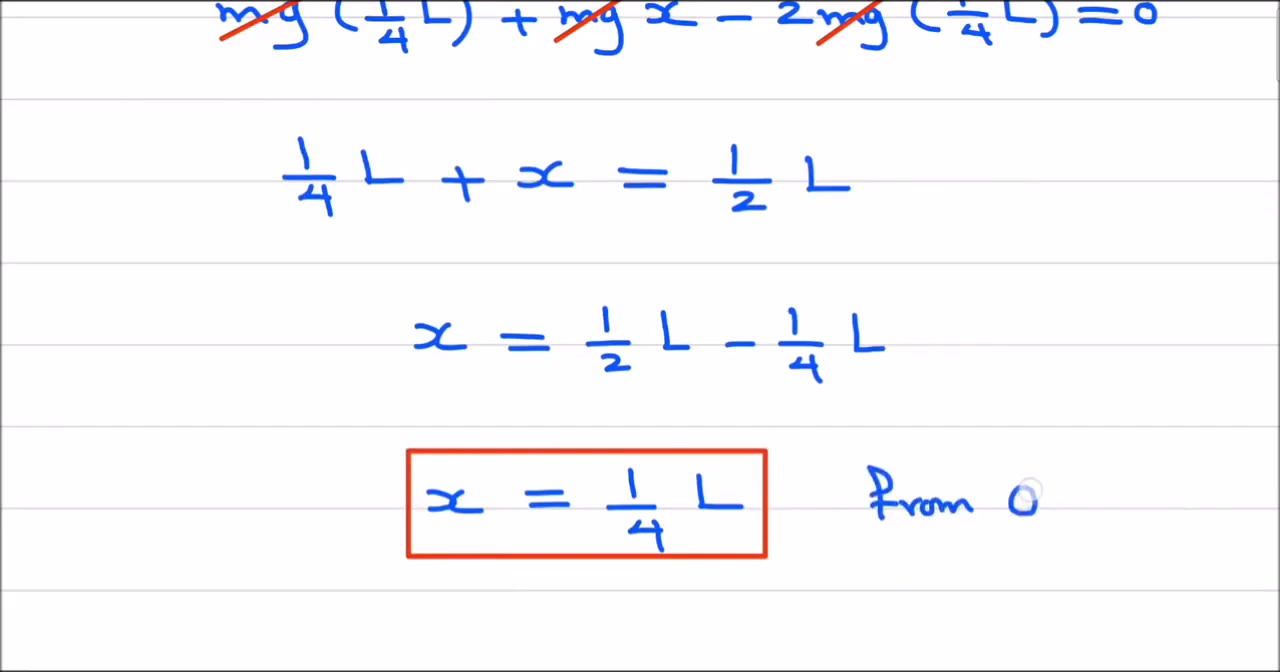 mg (1/4 L) + mg x - 2mg (1/4 L) = 0
1/4 L + x = 1/2 L
x = 1/2 L - 1/4 L
x = 1/4 L From O